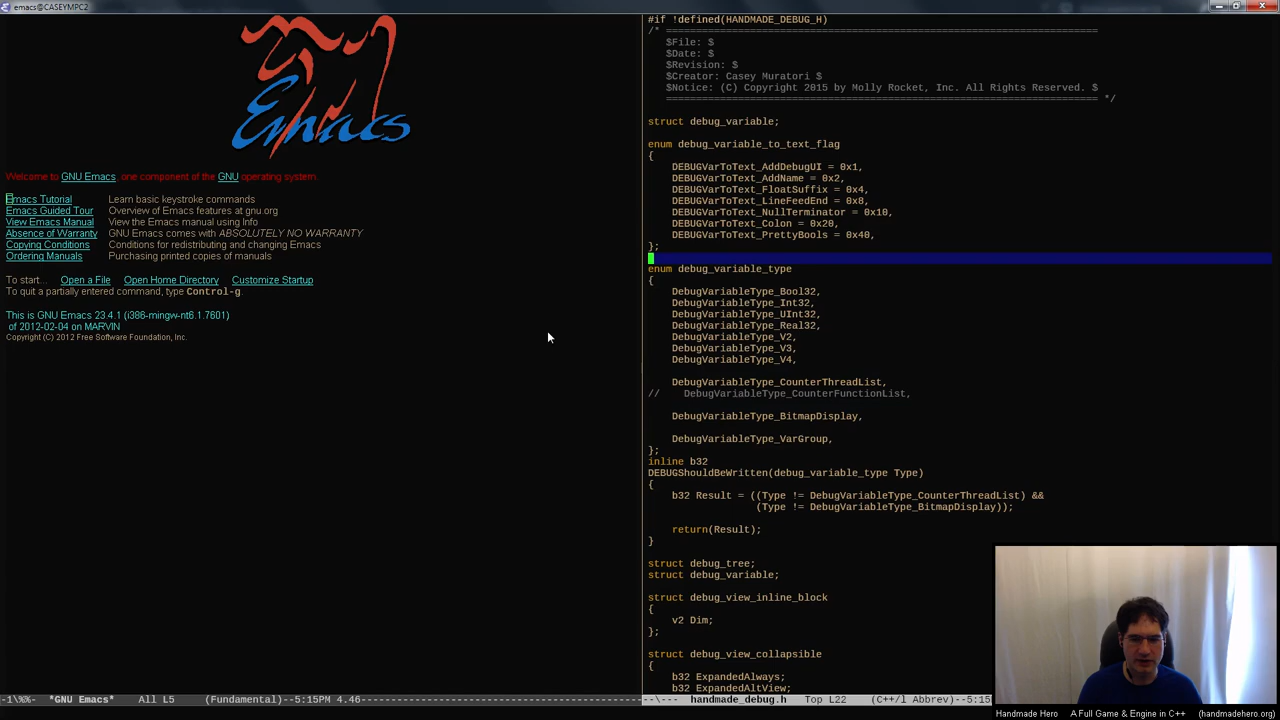 emacs@CASEYMPC2
Emacs
Welcome to GNU Emacs, one component of the GNU operating system.
Emacs Tutorial Learn basic keystroke commands
Emacs Guided Tour Overview of Emacs features at gnu.org
View Emacs Manual View the Emacs manual using Info
Absence of Warranty GNU Emacs comes with ABSOLUTELY NO WARRANTY
Copying Conditions Conditions for redistributing and changing Emacs
Ordering Manuals Purchasing printed copies of manuals
To start... Open a File Open Home Directory Customize Startup
To quit a partially entered command, type Control-g.
This is GNU Emacs 23.4.1 (i386-mingw-nt6.1.7601)
of 2012-02-04 on MARVIN
Copyright (C) 2012 Free Software Foundation, Inc.
-1\%%- *GNU Emacs* All L5 (Fundamental)--5:15PM 4.46--------------------
#if !defined(HANDMADE_DEBUG_H)
/* ========================================================================
$File: $
$Date: $
$Revision: $
$Creator: Casey Muratori $
$Notice: (C) Copyright 2015 by Molly Rocket, Inc. All Rights Reserved. $
======================================================================== */
struct debug_variable;
enum debug_variable_to_text_flag
{
DEBUGVarToText_AddDebugUI = 0x1,
DEBUGVarToText_AddName = 0x2,
DEBUGVarToText_FloatSuffix = 0x4,
DEBUGVarToText_LineFeedEnd = 0x8,
DEBUGVarToText_NullTerminator = 0x10,
DEBUGVarToText_Colon = 0x20,
DEBUGVarToText_PrettyBools = 0x40,
};
enum debug_variable_type
{
DebugVariableType_Bool32,
DebugVariableType_Int32,
DebugVariableType_UInt32,
DebugVariableType_Real32,
DebugVariableType_V2,
DebugVariableType_V3,
DebugVariableType_V4,
DebugVariableType_CounterThreadList,
// DebugVariableType_CounterFunctionList,
DebugVariableType_BitmapDisplay,
DebugVariableType_VarGroup,
};
inline b32
DEBUGShouldBeWritten(debug_variable_type Type)
{
b32 Result = ((Type != DebugVariableType_CounterThreadList) &&
(Type != DebugVariableType_BitmapDisplay));
return(Result);
}
struct debug_tree;
struct debug_variable;
struct debug_view_inline_block
{
v2 Dim;
};
struct debug_view_collapsible
{
b32 ExpandedAlways;
b32 ExpandedAltView;
--\--- handmade_debug.h Top L22 (C++/l Abbrev)--5:15
Handmade Hero A Full Game & Engine in C++ (handmadehero.org)